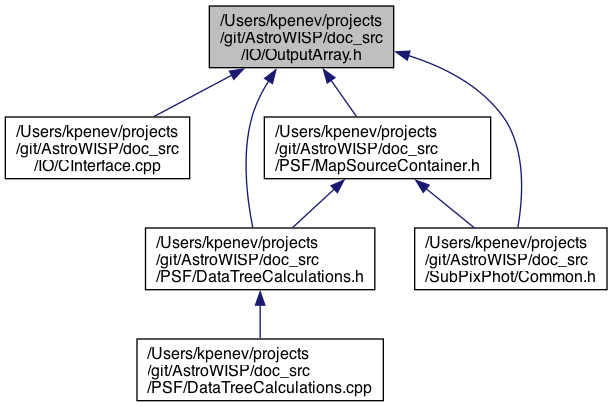 /Users/kpenev/projects
/git/AstroWISP/doc_src
/IO/OutputArray.h
/Users/kpenev/projects
/git/AstroWISP/doc_src
/IO/CInterface.cpp
/Users/kpenev/projects
/git/AstroWISP/doc_src
/PSF/MapSourceContainer.h
/Users/kpenev/projects
/git/AstroWISP/doc_src
/PSF/DataTreeCalculations.h
/Users/kpenev/projects
/git/AstroWISP/doc_src
/SubPixPhot/Common.h
/Users/kpenev/projects
/git/AstroWISP/doc_src
/PSF/DataTreeCalculations.cpp